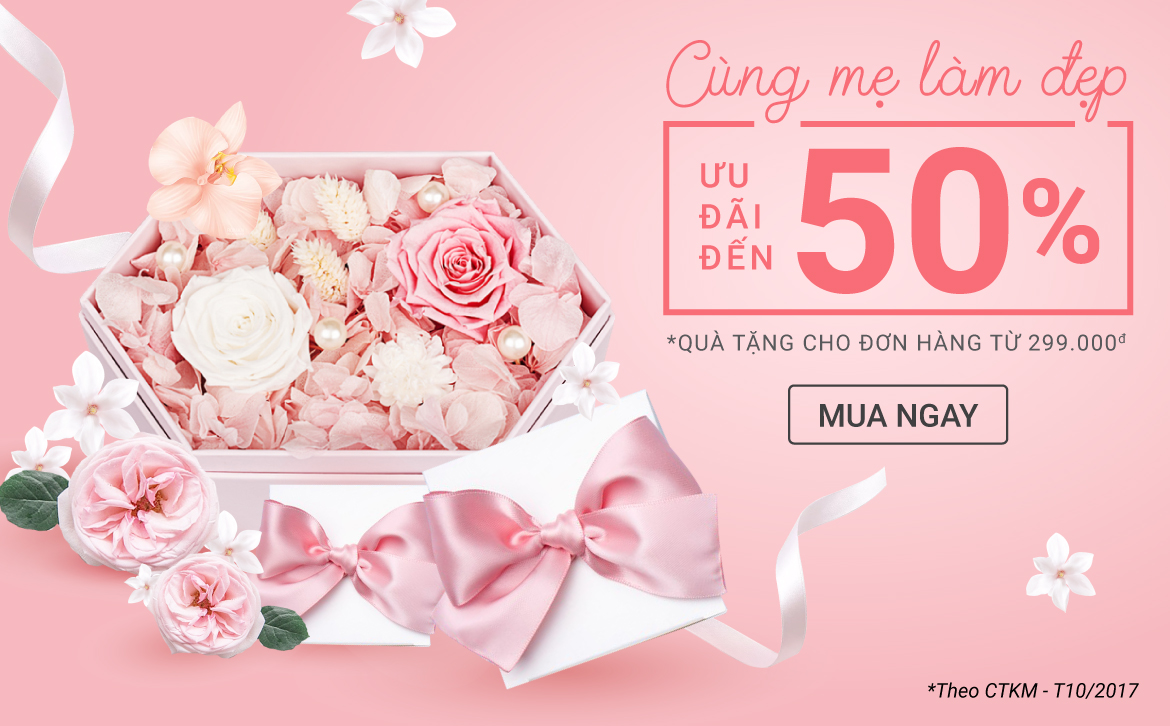 Cùng mẹ làm đẹp
ƯU
ĐÃI
ĐẾN
50%
*QUÀ TẶNG CHO ĐƠN HÀNG TỪ 299.000đ
MUA NGAY
*Theo CTKM - T10/2017